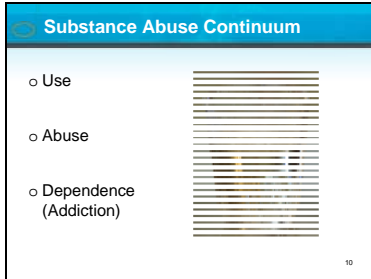 Substance Abuse Continuum
o Use
o Abuse
o Dependence
(Addiction)
10